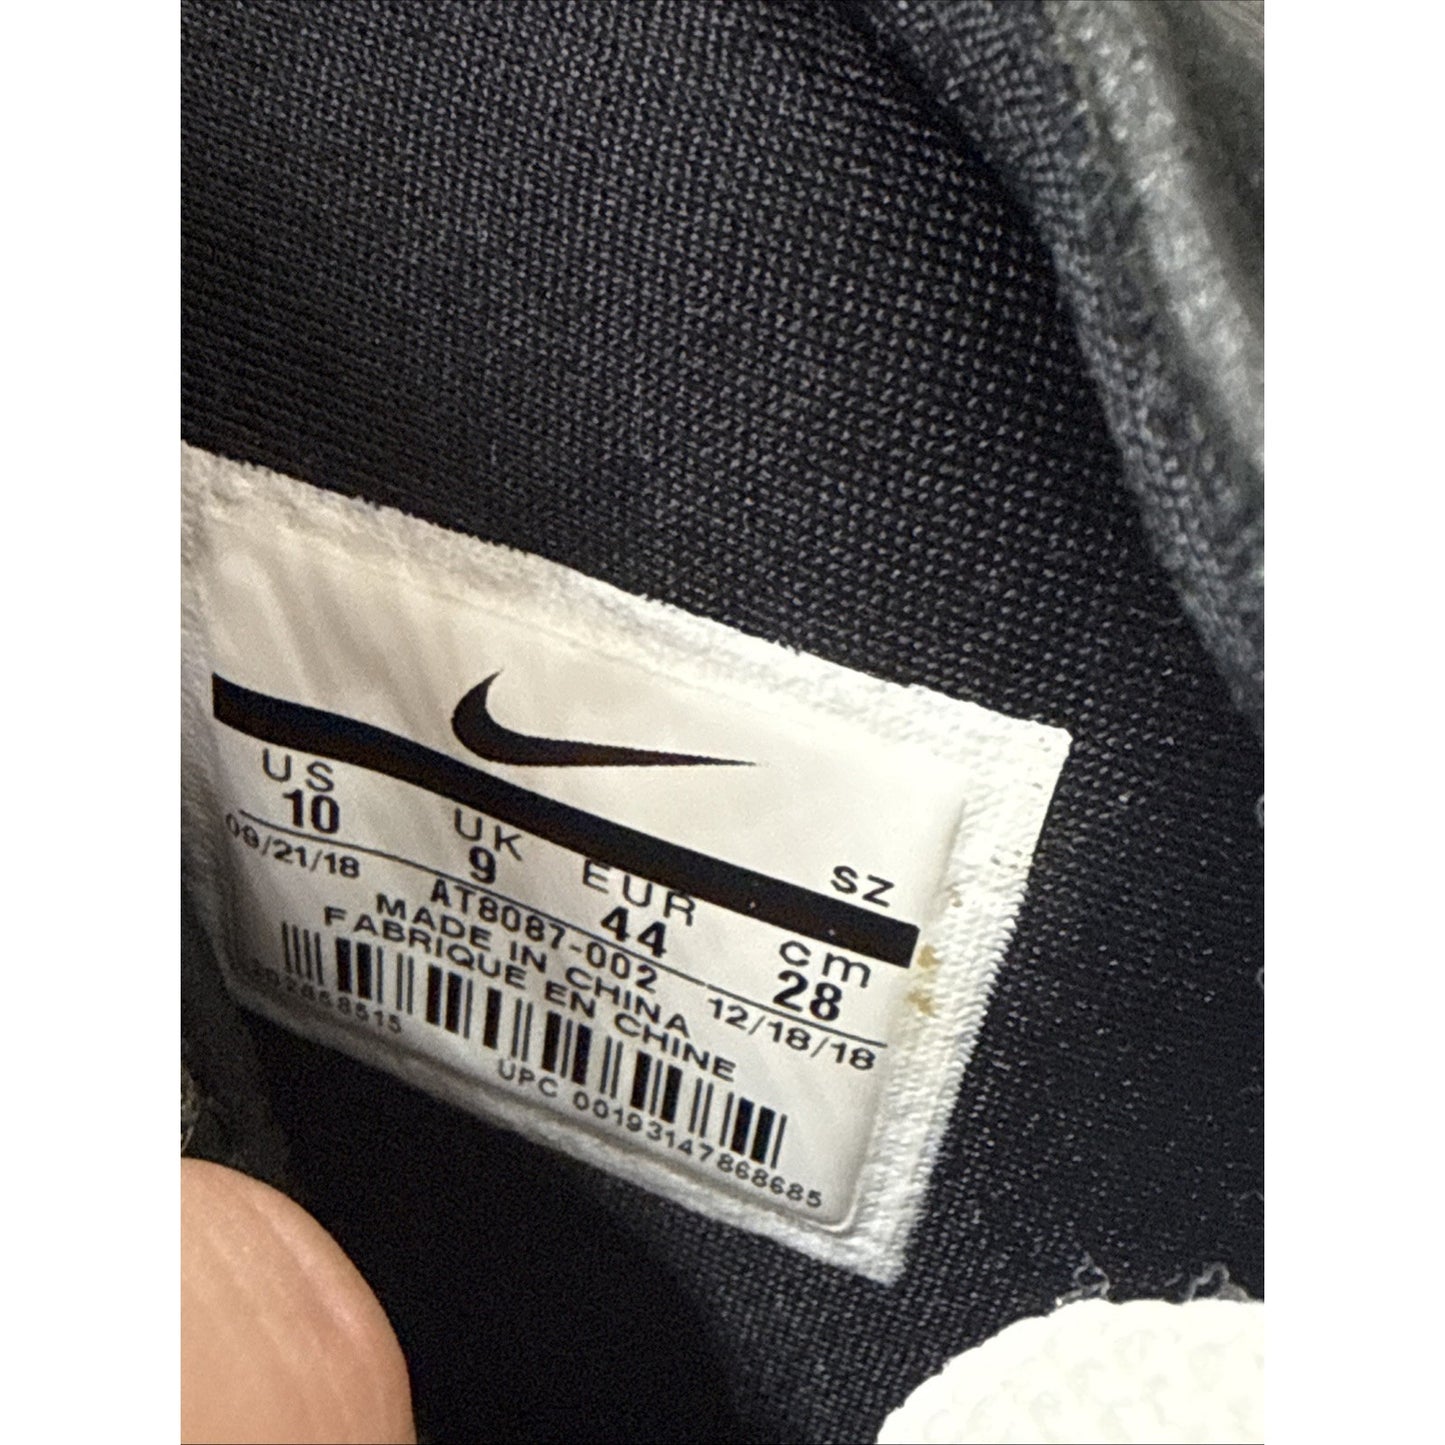 SZ
US UK EUR cm
10 9 44 28
09/21/18 AT8087-002 12/18/18
MADE IN CHINA
FABRIQUE EN CHINE
UPC 00193147868685